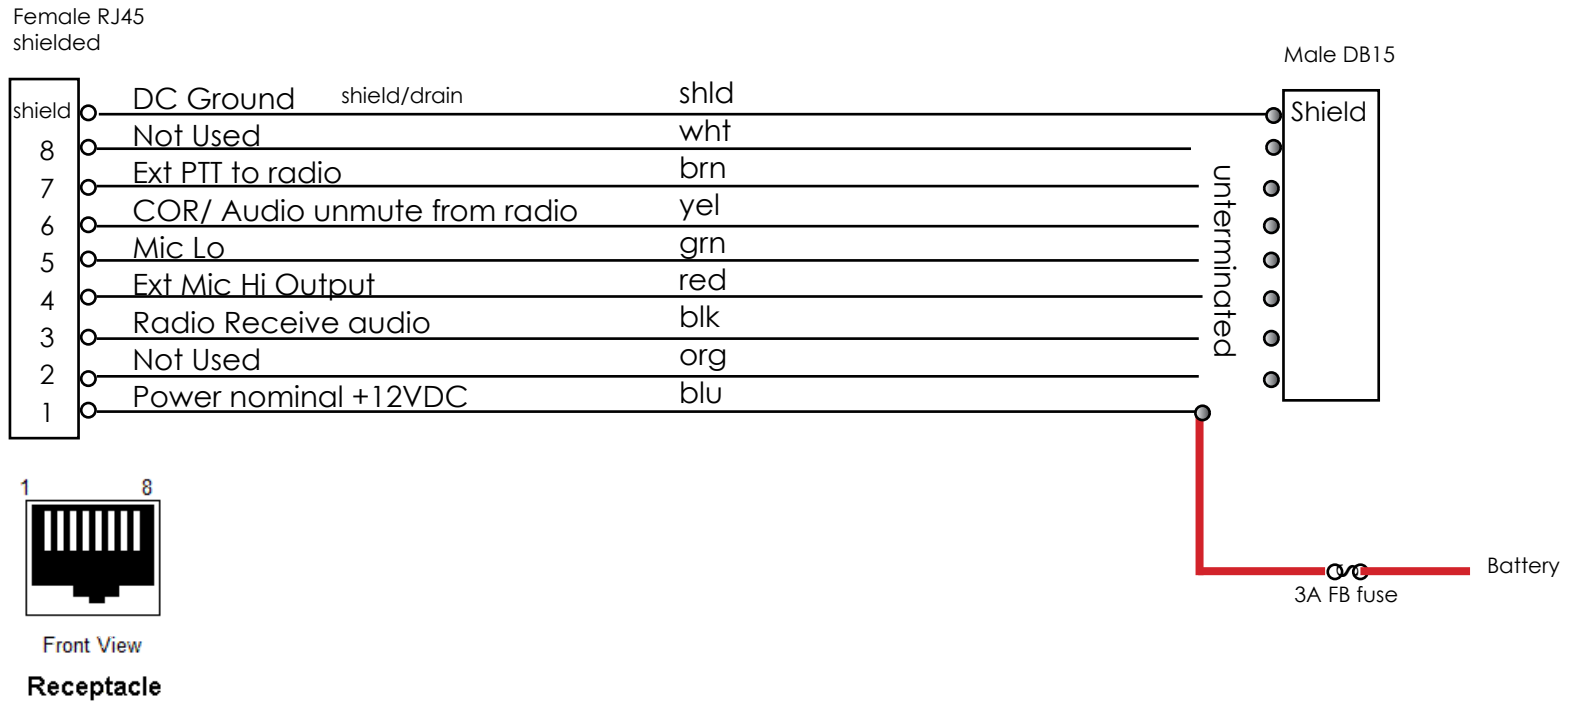 Female RJ45
shielded
Male DB15
shield DC Ground shield/drain shld Shield
8 Not Used wht
7 Ext PTT to radio brn
6 COR/ Audio unmute from radio yel
5 Mic Lo grn
4 Ext Mic Hi Output red
3 Radio Receive audio blk
2 Not Used org
1 Power nominal +12VDC blu
unterminated
1 8
Battery
3A FB fuse
Front View
Receptacle